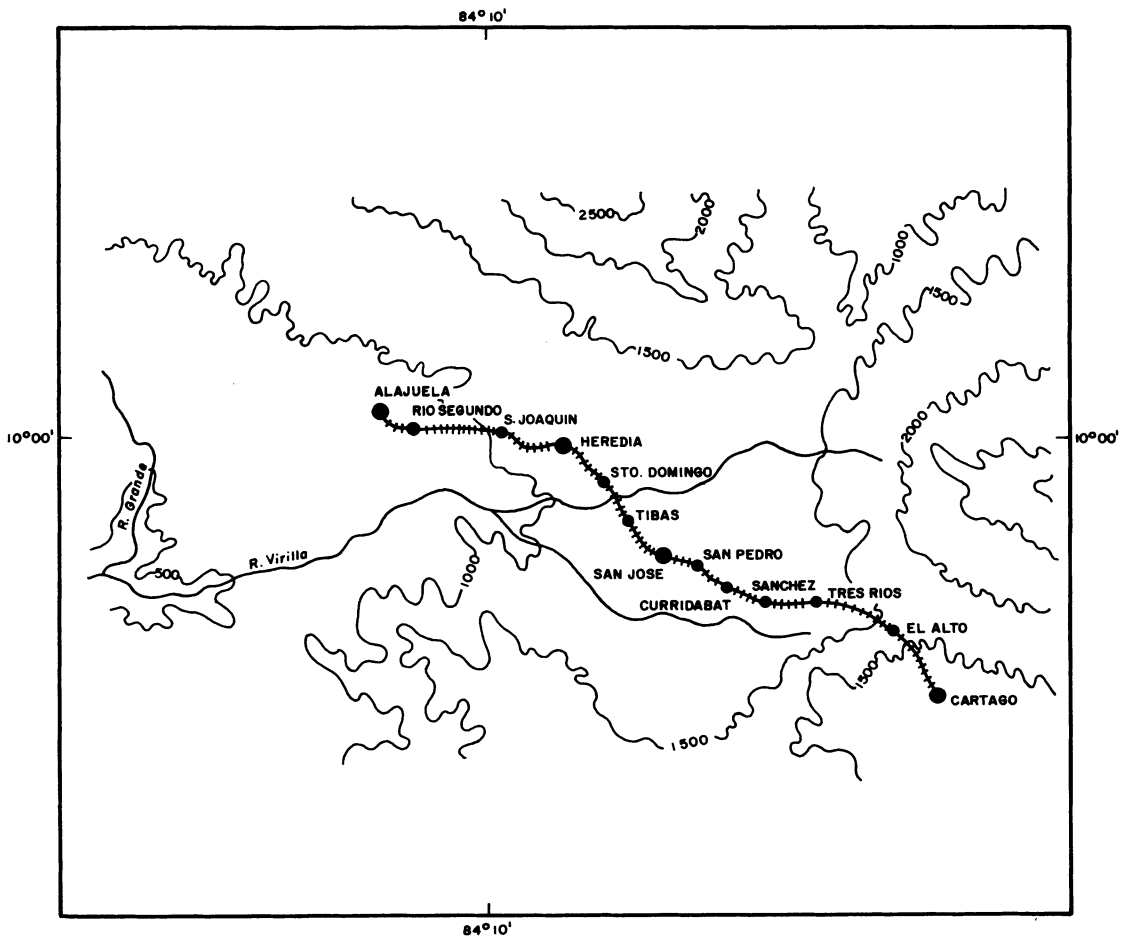 84°10'
2500
2000
1000
1500
1500
ALAJUELA
RIO SEGUNDO
S. JOAQUIN
2000
10°00'
HEREDIA
10°00'
STO. DOMINGO
R. Grande
TIBAS
R. Virilla
SAN PEDRO
500
1000
SAN JOSE
SANCHEZ
TRES RIOS
CURRIDABAT
EL ALTO
1500
CARTAGO
1500
84°10'